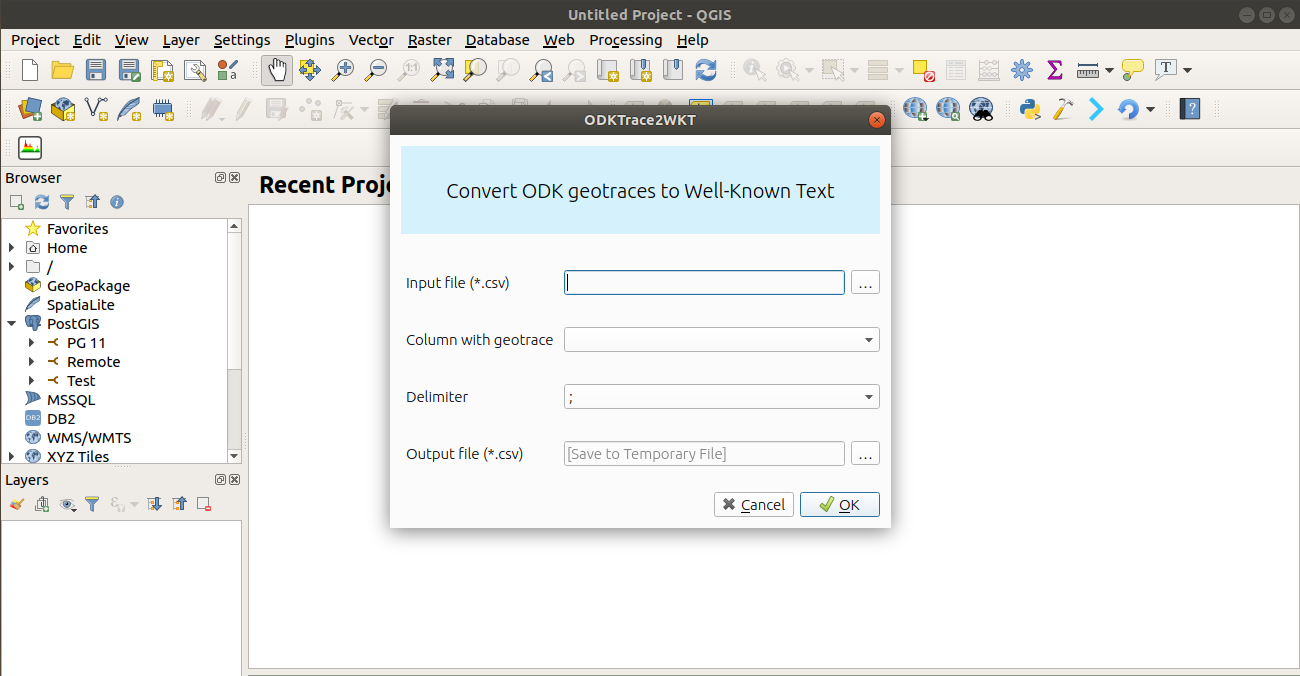 Untitled Project - QGIS
Project Edit View Layer Settings Plugins Vector Raster Database Web Processing Help
1:1
a
T
?
ODKTrace2WKT
Convert ODK geotraces to Well-Known Text
Input file (*.csv)
...
Column with geotrace
Delimiter
;
Output file (*.csv)
[Save to Temporary File]
...
Cancel
OK
Browser
Favorites
Home
/
GeoPackage
SpatiaLite
PostGIS
PG 11
Remote
Test
MSSQL
DB2
DB2
WMS/WMTS
XYZ Tiles
Layers
Recent